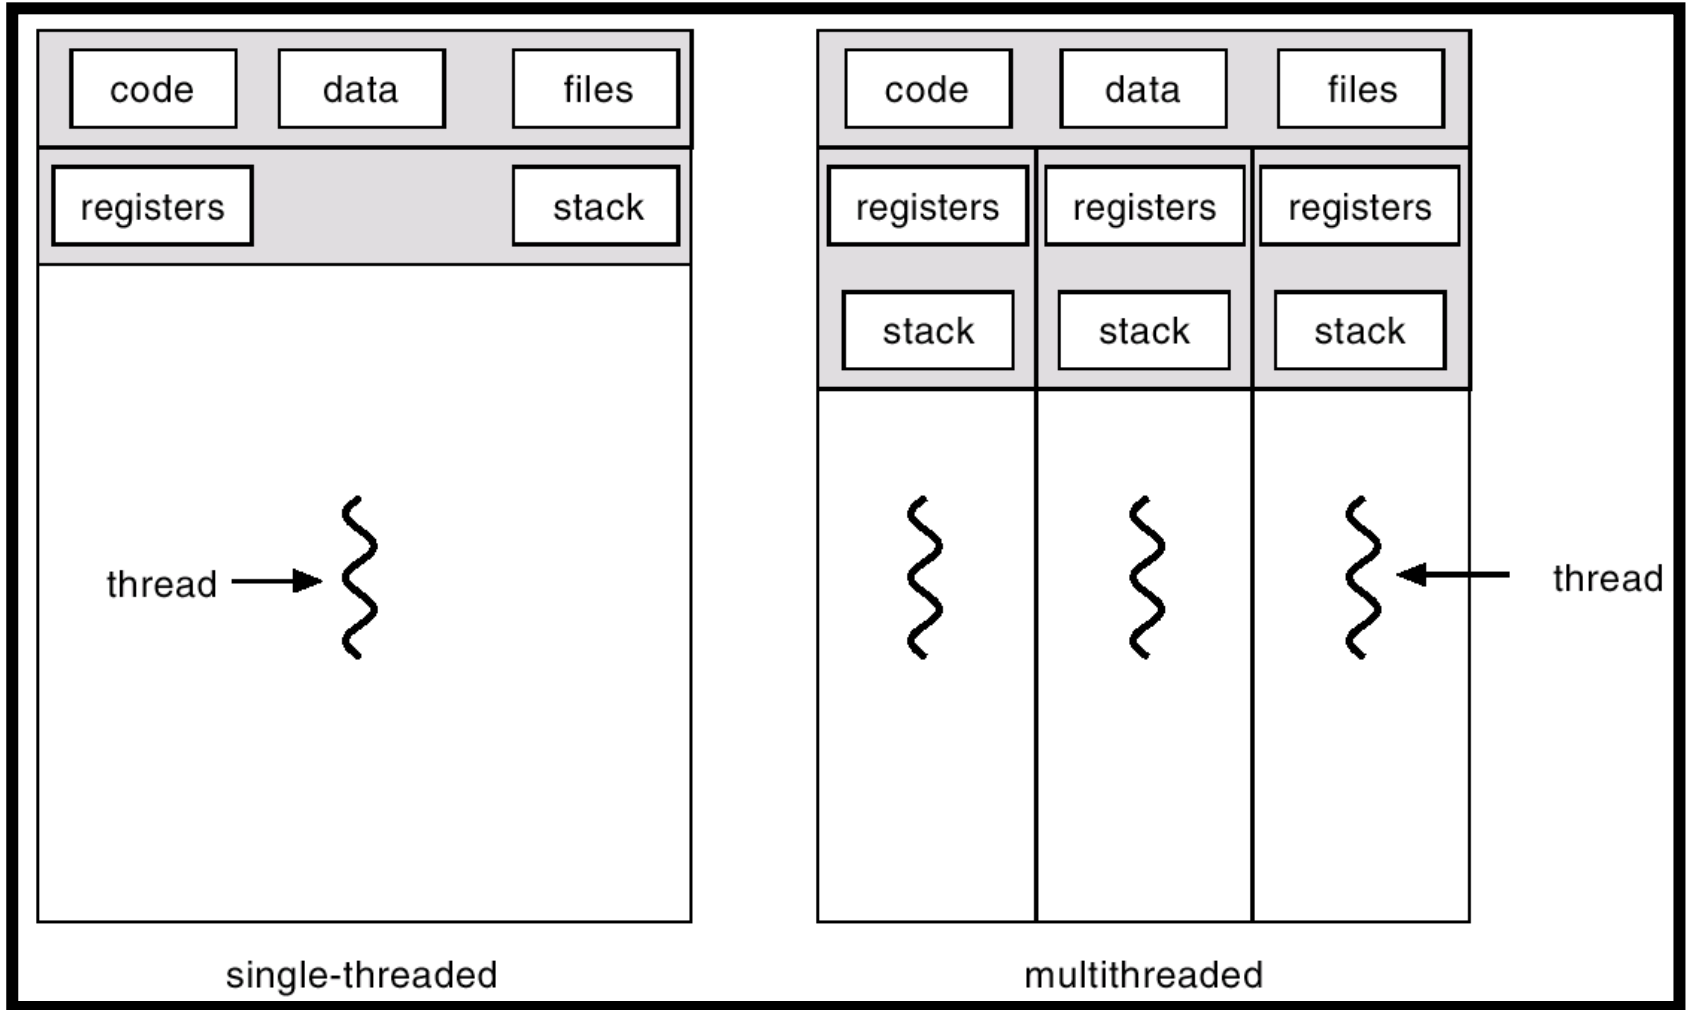 code data files
registers stack
thread
single-threaded
code data files
registers registers registers
stack stack stack
thread
multithreaded